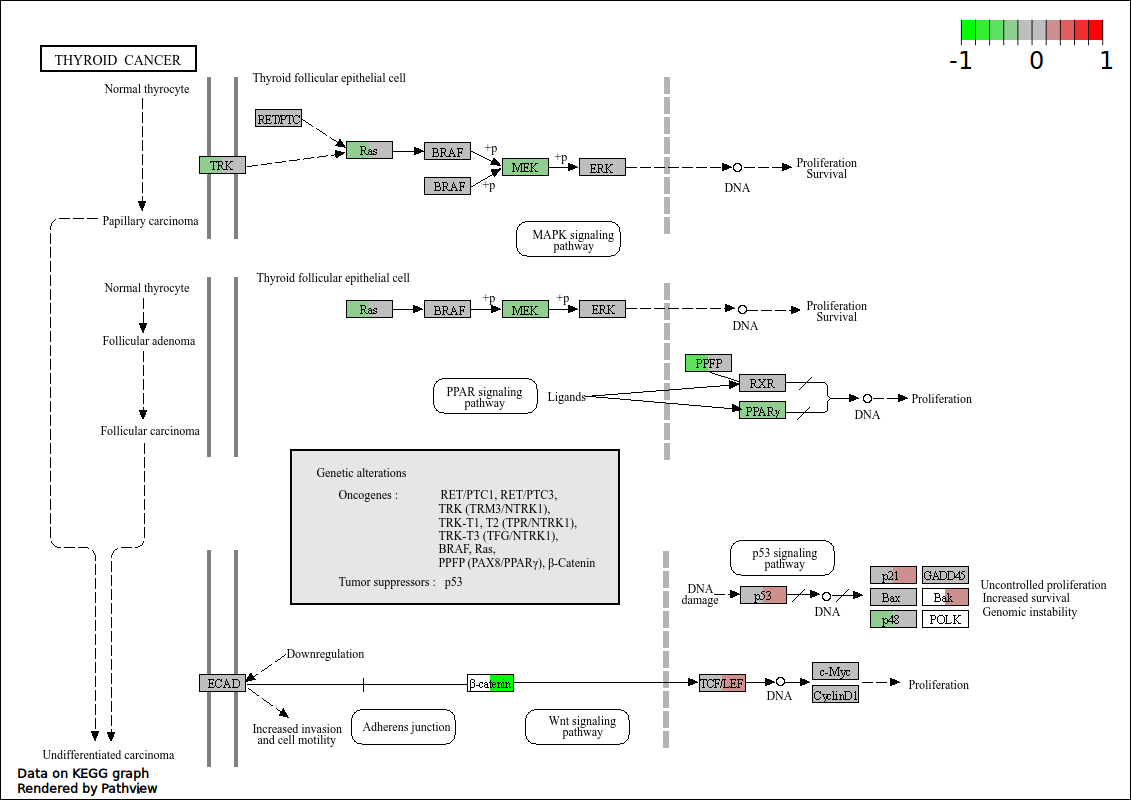 -1 0 1
THYROID CANCER
Normal thyrocyte
Papillary carcinoma
Thyroid follicular epithelial cell
RET/PTC
TRK
Ras
BRAF
+p
BRAF
+p
MEK
+p
ERK
DNA
Proliferation
Survival
MAPK signaling
pathway
Normal thyrocyte
Follicular adenoma
Follicular carcinoma
Thyroid follicular epithelial cell
Ras
BRAF
+p
MEK
+p
ERK
DNA
Proliferation
Survival
PPAR signaling
pathway
Ligands
PPFP
RXR
PPARγ
DNA
Proliferation
Genetic alterations
Oncogenes : RET/PTC1, RET/PTC3,
TRK (TRM3/NTRK1),
TRK-T1, T2 (TPR/NTRK1),
TRK-T3 (TFG/NTRK1),
BRAF, Ras,
PPFP (PAX8/PPARγ), β-Catenin
Tumor suppressors : p53
p53 signaling
pathway
DNA
damage
p53
DNA
p21
GADD45
Bax
Bak
p48
POLK
Uncontrolled proliferation
Increased survival
Genomic instability
Downregulation
ECAD
β-catenin
TCF/LEF
DNA
c-Myc
CyclinD1
Proliferation
Increased invasion
and cell motility
Adherens junction
Wnt signaling
pathway
Undifferentiated carcinoma
Data on KEGG graph
Rendered by Pathview